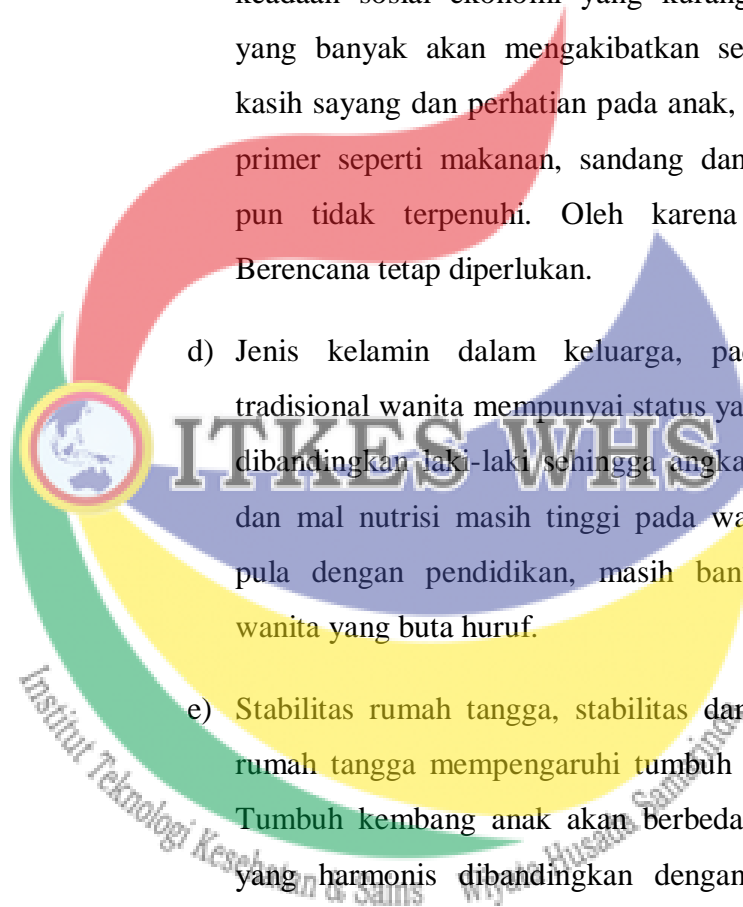 keadaan sosial ekonomi yang kurang
yang banyak akan mengakibatkan se
kasih sayang dan perhatian pada anak,
primer seperti makanan, sandang dan
pun tidak terpenuhi. Oleh karena
Berencana tetap diperlukan.
d) Jenis kelamin dalam keluarga, pa
tradisional wanita mempunyai status ya
ITKES WHS
dibandingkan laki-laki sehingga angka
dan mal nutrisi masih tinggi pada wa
pula dengan pendidikan, masih ban
wanita yang buta huruf.
e) Stabilitas rumah tangga, stabilitas dan
rumah tangga mempengaruhi tumbuh
Tumbuh kembang anak akan berbeda
yang harmonis dibandingkan dengan
Institut Teknologi Kesehatan & Sains Wiyata Husada Samarinda